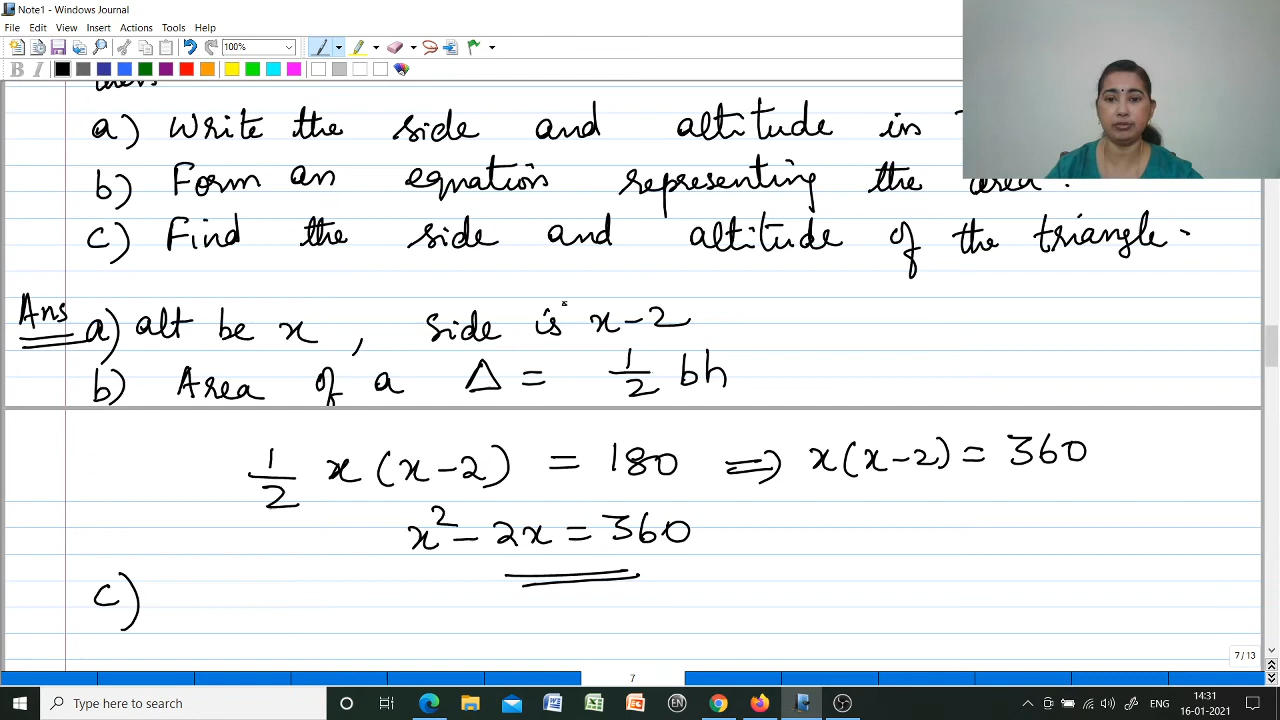 Note1 - Windows Journal
File Edit View Insert Actions Tools Help
100%
B I
a) Write the side and altitude in
b) Form an equation representing the area.
c) Find the side and altitude of the triangle.
Ans a) alt be x, side is x-2
b) Area of a Δ = 1/2 bh
1/2 x(x-2) = 180 ⟹ x(x-2) = 360
x² - 2x = 360
c)
7 / 13
7
Type here to search
EN
ENG
14:31
16-01-2021